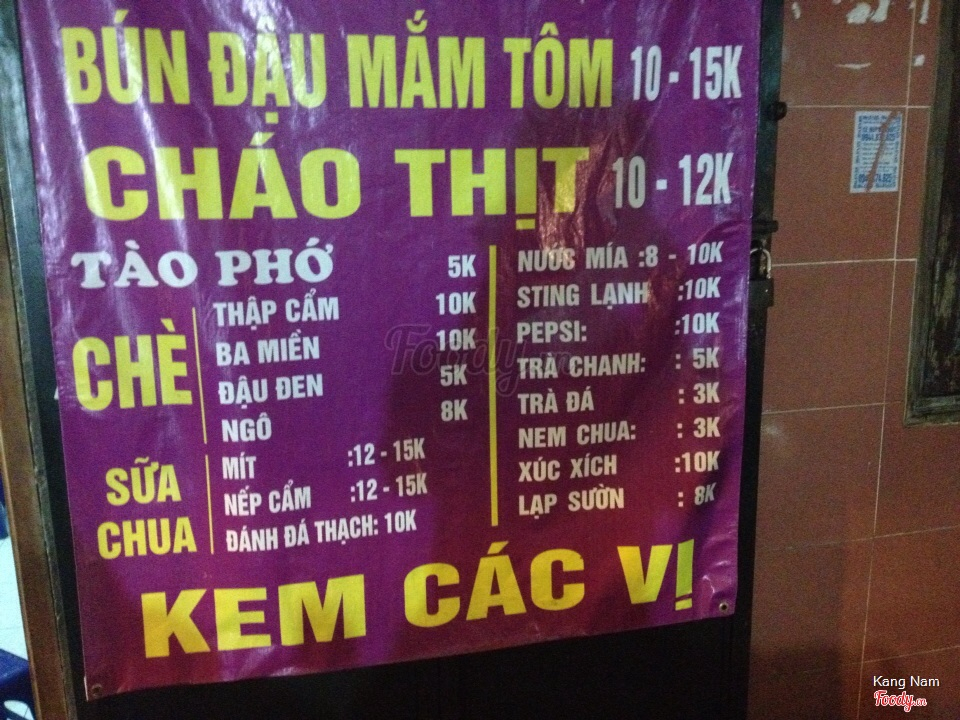 BÚN ĐẬU MẮM TÔM 10 - 15K
CHÁO THỊT 10 - 12K
TÀO PHỚ 5K
CHÈ
THẬP CẨM 10K
BA MIỀN 10K
ĐẬU ĐEN 5K
NGÔ 8K
SỮA CHUA
MÍT :12 - 15K
NẾP CẨM :12 - 15K
ĐÁNH ĐÁ THẠCH: 10K
NƯỚC MÍA :8 - 10K
STING LẠNH :10K
PEPSI: :10K
TRÀ CHANH: : 5K
TRÀ ĐÁ : 3K
NEM CHUA: : 3K
XÚC XÍCH :10K
LẠP SƯỜN : 8K
KEM CÁC VỊ
Foody.vn
Kang Nam
Foody.vn